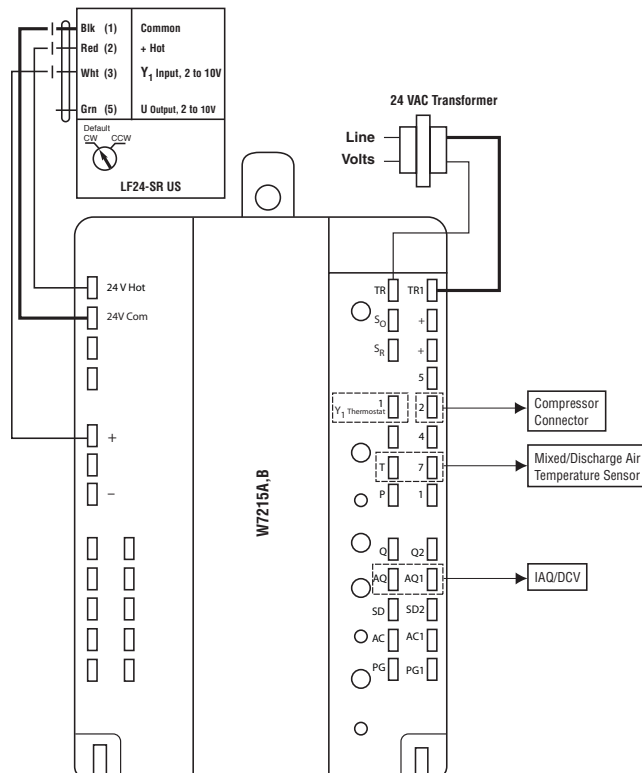 Blk (1) Common
Red (2) + Hot
Wht (3) Y1 Input, 2 to 10V
Grn (5) U Output, 2 to 10V
Default
CW CCW
LF24-SR US
24 VAC Transformer
Line
Volts
24 V Hot
24V Com
+
–
W7215A,B
TR TR1
SO +
SR +
5
Y1 Thermostat 1 2
4
T 7
P 1
Q Q2
AQ AQ1
SD SD2
AC AC1
PG PG1
Compressor
Connector
Mixed/Discharge Air
Temperature Sensor
IAQ/DCV